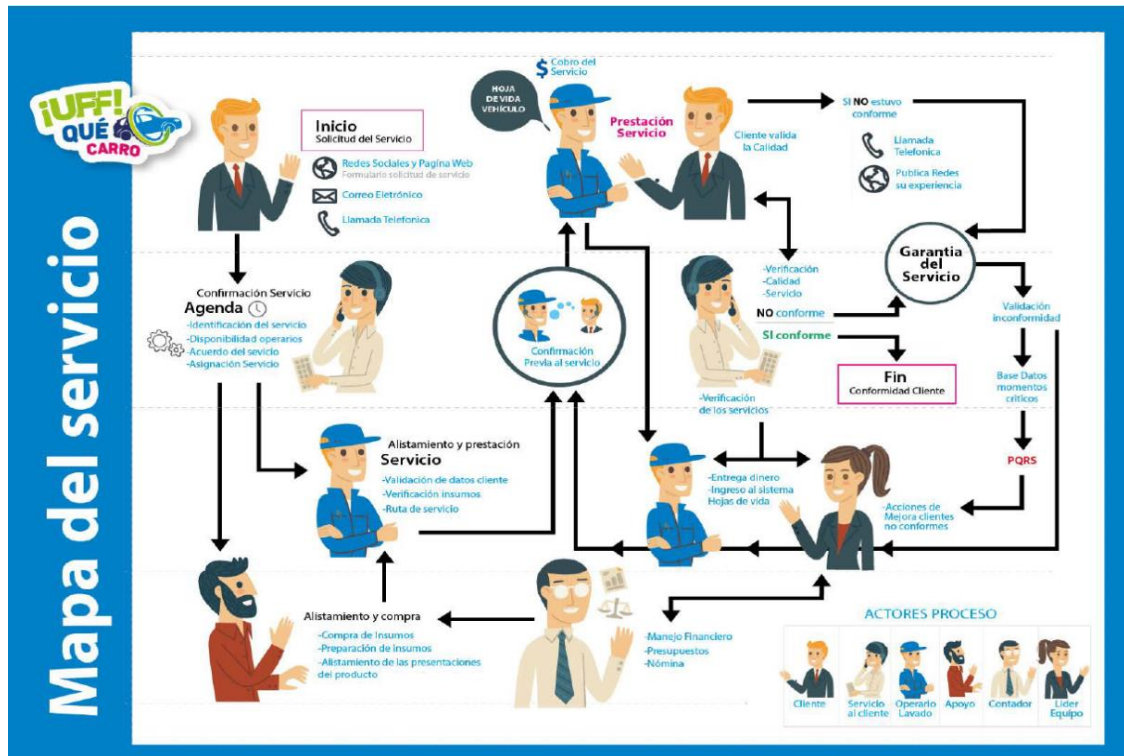 Mapa del servicio
¡UFF!
QUÉ
CARRO
Inicio
Solicitud del Servicio
Redes Sociales y Pagina Web
Formulario solicitud de servicio
Correo Eletrónico
Llamada Telefonica
HOJA
DE VIDA
VEHÍCULO
$ Cobro del
Servicio
Prestación
Servicio
Cliente valida
la Calidad
SI NO estuvo
conforme
Llamada
Telefonica
Publica Redes
su experiencia
Confirmación Servicio
Agenda
-Identificación del servicio
-Disponibilidad operarios
-Acuerdo del sevicio
-Asignación Servicio
Confirmación
Previa al servicio
-Verificación
-Calidad
-Servicio
NO conforme
SI conforme
Garantia
del
Servicio
Validación
inconformidad
Fin
Conformidad Cliente
Base Datos
momentos
criticos
PQRS
-Verificación
de los servicios
Alistamiento y prestación
Servicio
-Validación de datos cliente
-Verificación insumos
-Ruta de servicio
-Entrega dinero
-Ingreso al sistema
Hojas de vida
-Acciones de
Mejora clientes
no conformes
Alistamiento y compra
-Compra de Insumos
-Preparación de Insumos
-Alistamiento de las presentaciones
del producto
-Manejo Financiero
-Presupuestos
-Nómina
ACTORES PROCESO
Cliente
Servicio
al cliente
Operario
Lavado
Apoyo
Contador
Lider
Equipo